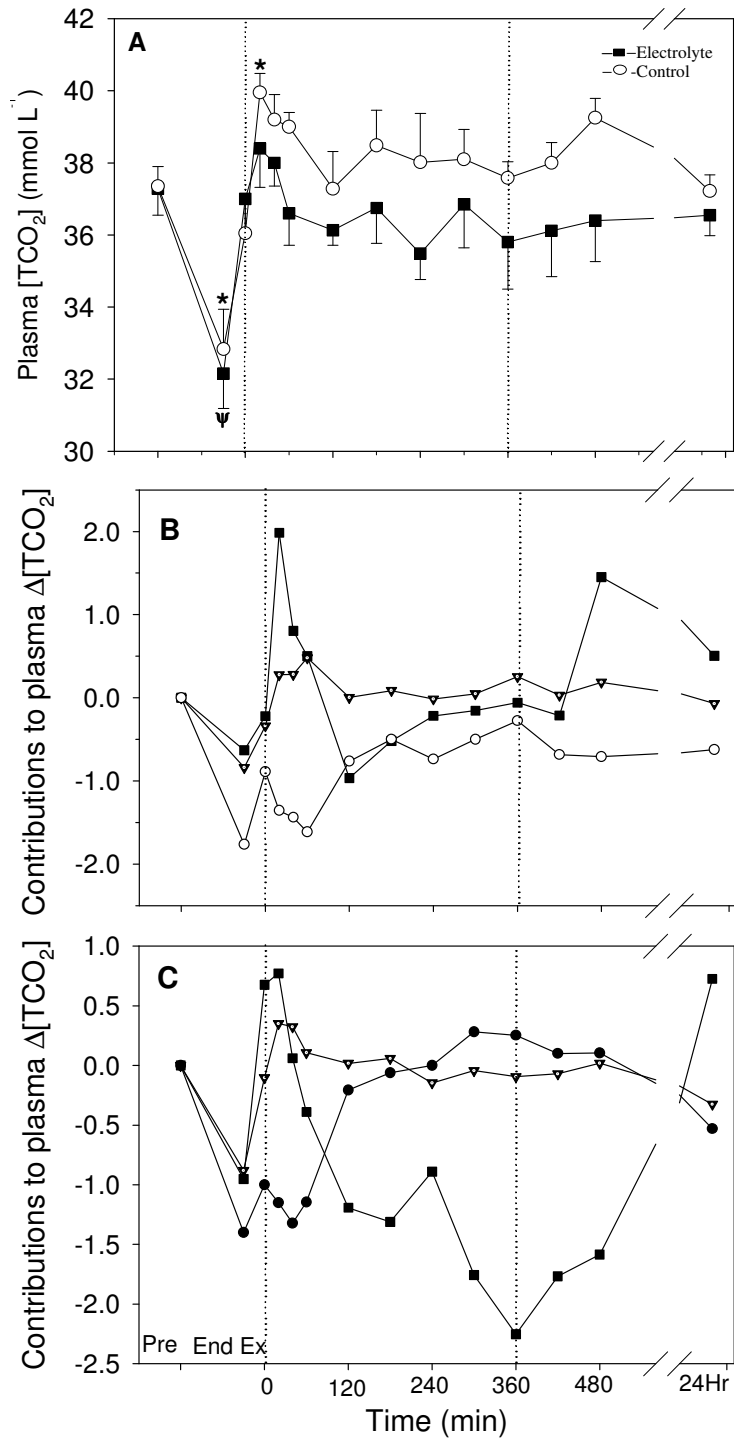 A
*
*
ψ
-Electrolyte
-Control
Plasma [TCO2] (mmol L-1)
42
40
38
36
34
32
30
B
Contributions to plasma Δ[TCO2]
2.0
1.0
0.0
-1.0
-2.0
C
Contributions to plasma Δ[TCO2]
1.0
0.5
0.0
-0.5
-1.0
-1.5
-2.0
-2.5
Pre End Ex
0 120 240 360 480 24Hr
Time (min)